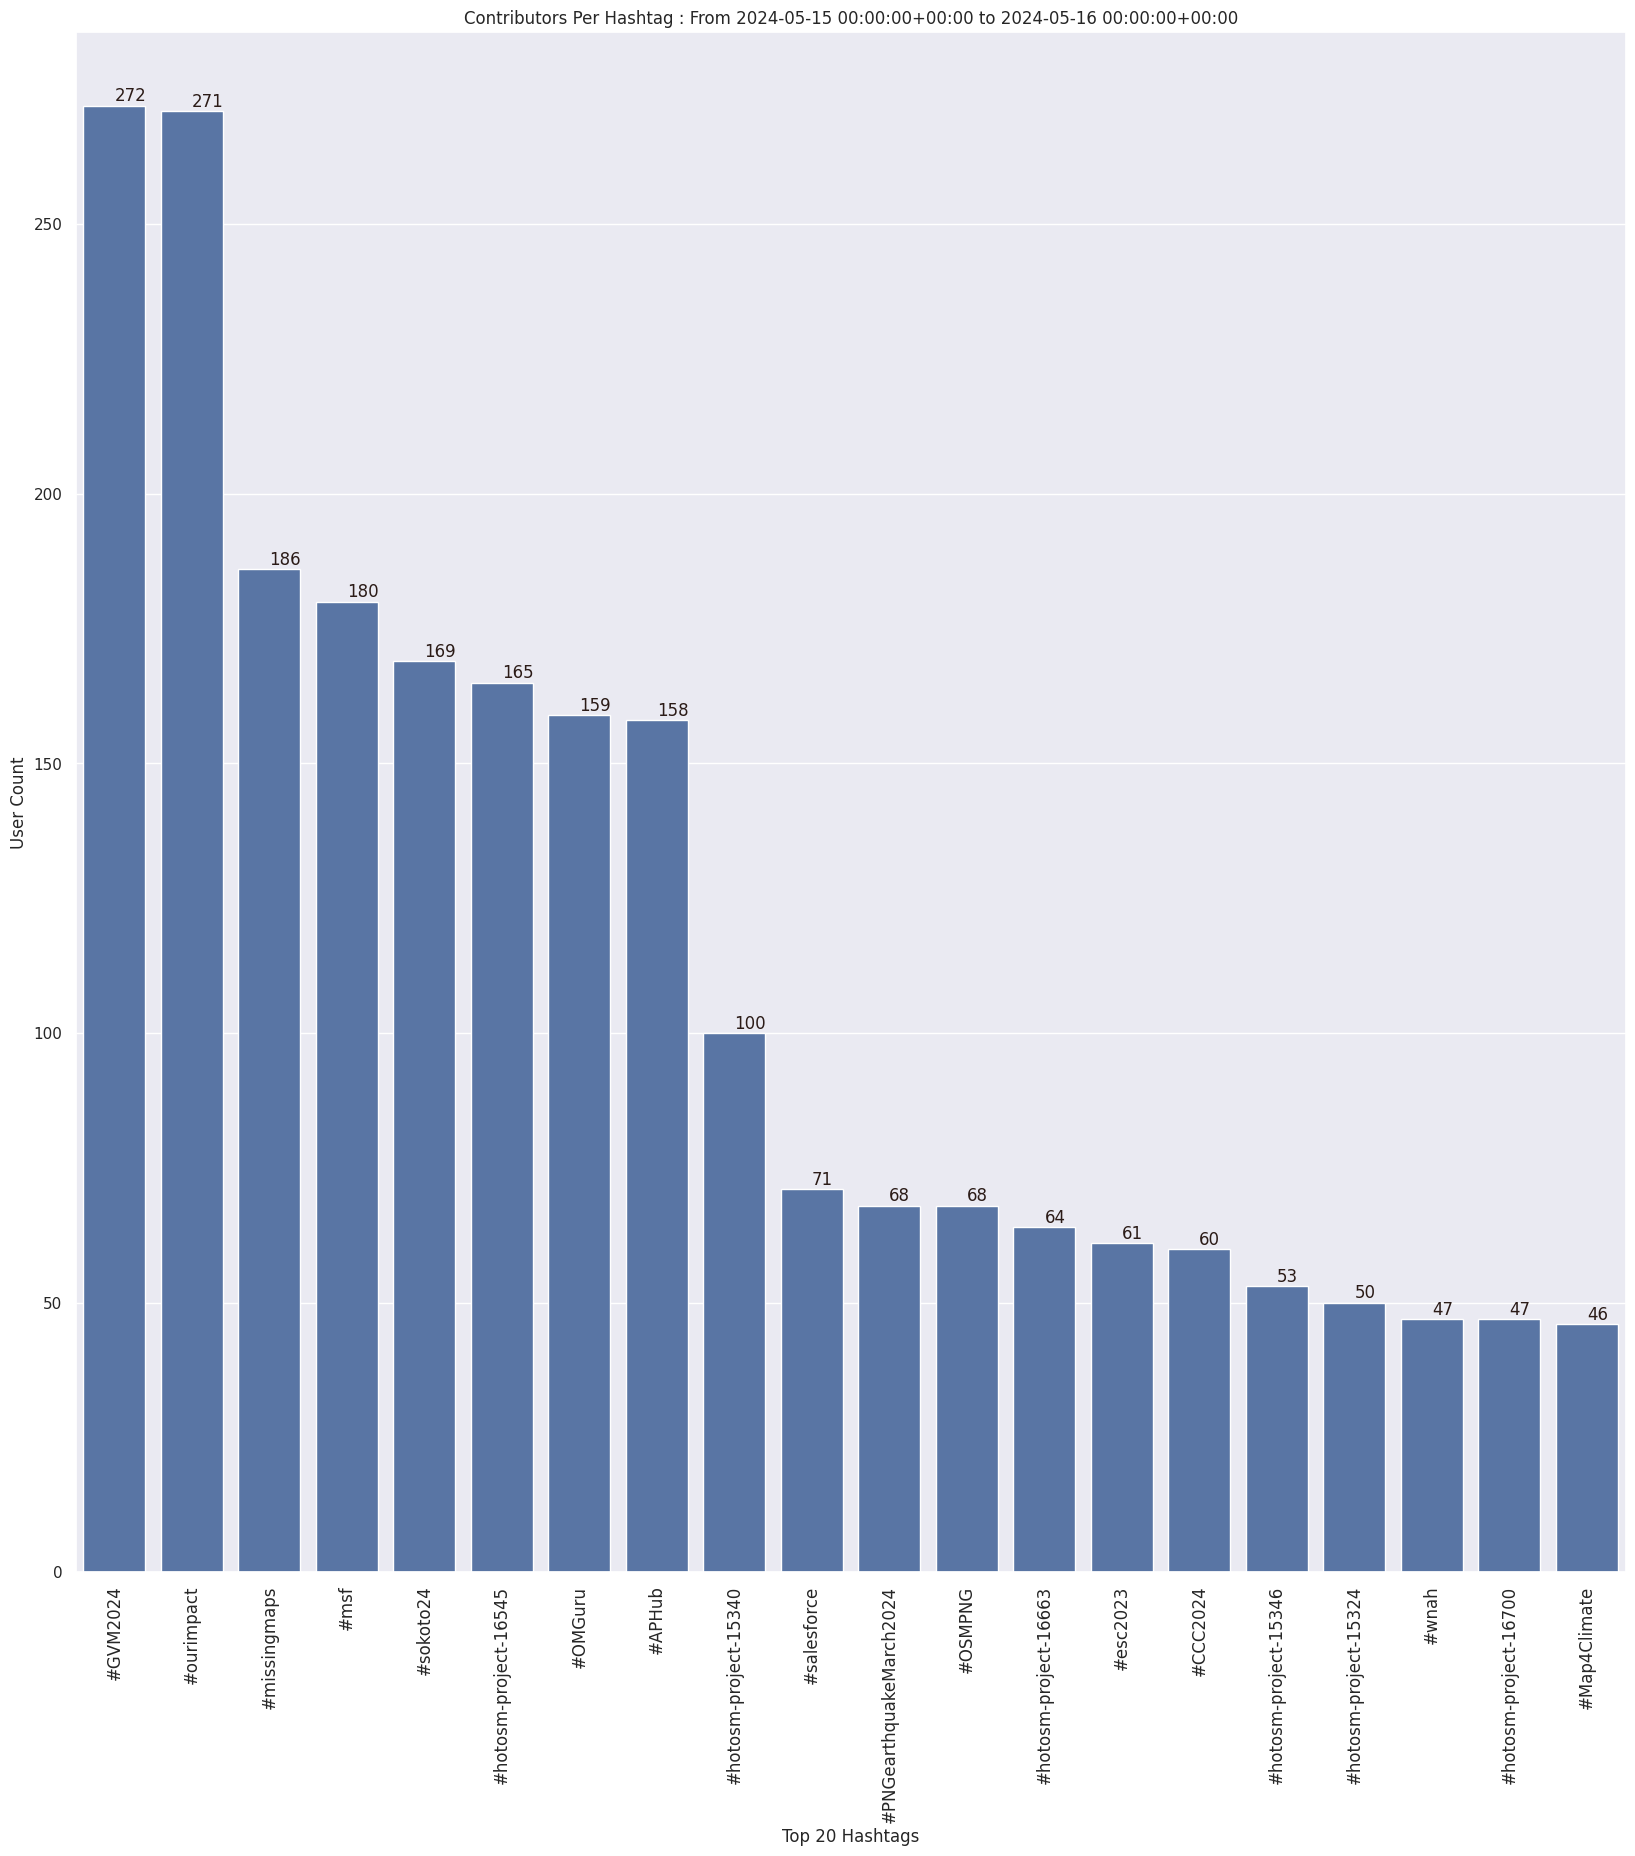 Contributors Per Hashtag : From 2024-05-15 00:00:00+00:00 to 2024-05-16 00:00:00+00:00
User Count
250
200
150
100
50
0
272
271
186
180
169
165
159
158
100
71
68
68
64
61
60
53
50
47
47
46
#GVM2024
#ourimpact
#missingmaps
#msf
#sokoto24
#hotosm-project-16545
#OMGuru
#APHub
#hotosm-project-15340
#salesforce
#PNGearthquakeMarch2024
#OSMPNG
#hotosm-project-16663
#esc2023
#CCC2024
#hotosm-project-15346
#hotosm-project-15324
#wnah
#hotosm-project-16700
#Map4Climate
Top 20 Hashtags